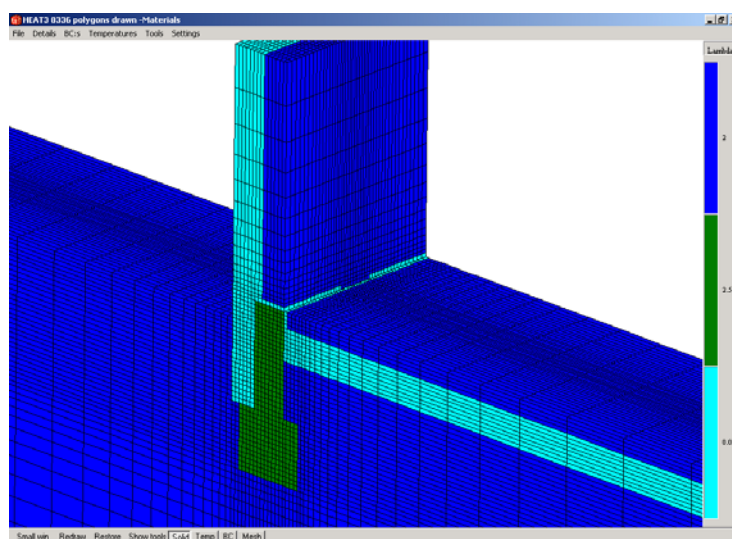 HEAT3 0336 polygons drawn -Materials
File Details BC:s Temperatures Tools Settings
Lambda
2
2.5
0.0
Small win Redraw Restore Show tools Solid Temp BC Mesh